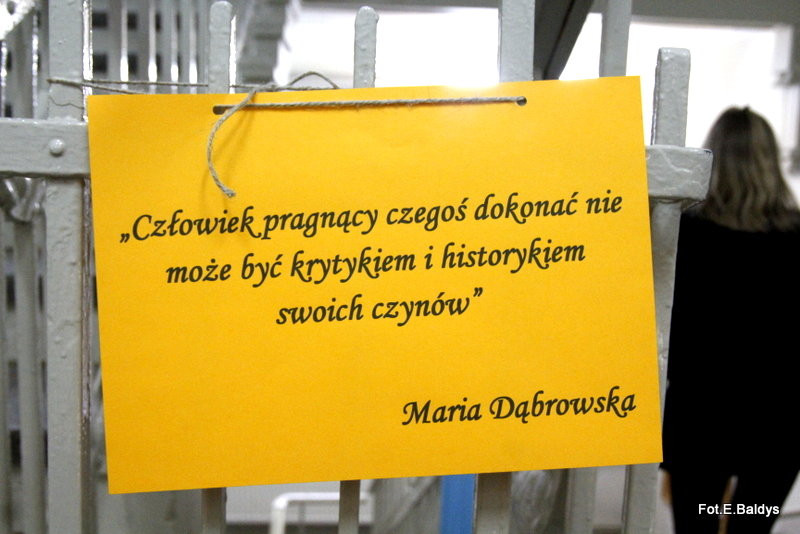 „Człowiek pragnący czegoś dokonać nie
może być krytykiem i historykiem
swoich czynów”
Maria Dąbrowska
Fot.E.Baldys